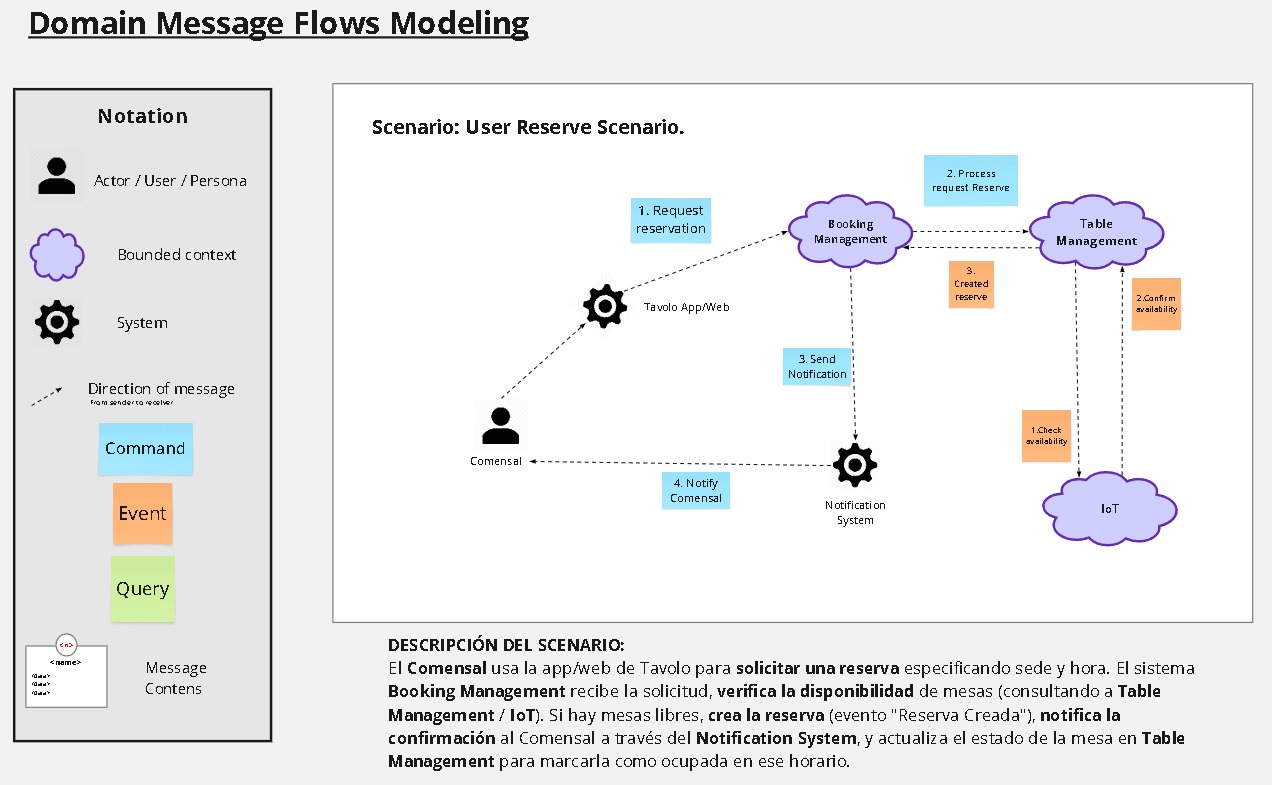 Domain Message Flows Modeling
Notation
Actor / User / Persona
Bounded context
System
Direction of message
From sender to receiver
Command
Event
Query
<n>
<name>
<data>
<data>
<data>
Message
Contens
Scenario: User Reserve Scenario.
1. Request
reservation
Booking
Management
2. Process
request Reserve
Table
Management
3.
Created
reserve
2.Confirm
availability
Tavolo App/Web
3. Send
Notification
1.Check
availability
Comensal
4. Notify
Comensal
Notification
System
IoT
DESCRIPCIÓN DEL SCENARIO:
El Comensal usa la app/web de Tavolo para solicitar una reserva especificando sede y hora. El sistema
Booking Management recibe la solicitud, verifica la disponibilidad de mesas (consultando a Table
Management / IoT). Si hay mesas libres, crea la reserva (evento "Reserva Creada"), notifica la
confirmación al Comensal a través del Notification System, y actualiza el estado de la mesa en Table
Management para marcarla como ocupada en ese horario.